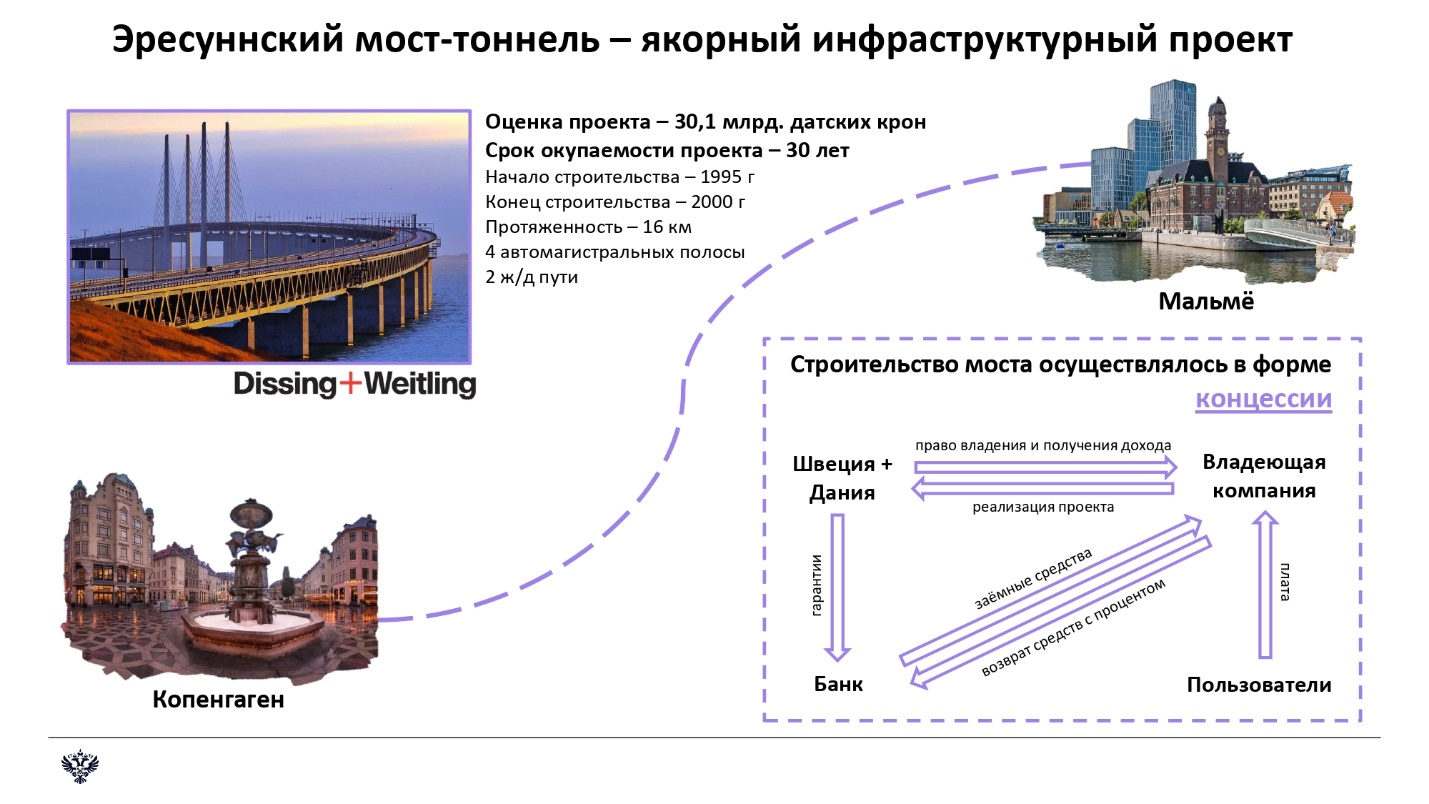 Эресуннский мост-тоннель – якорный инфраструктурный проект
Оценка проекта – 30,1 млрд. датских крон
Срок окупаемости проекта – 30 лет
Начало строительства – 1995 г
Конец строительства – 2000 г
Протяженность – 16 км
4 автомагистральных полосы
2 ж/д пути
Dissing+Weitling
Мальмё
Строительство моста осуществлялось в форме
концессии
право владения и получения дохода
Швеция +
Дания
Владеющая
компания
реализация проекта
гарантии
заёмные средства
возврат средств с процентом
плата
Банк
Пользователи
Копенгаген